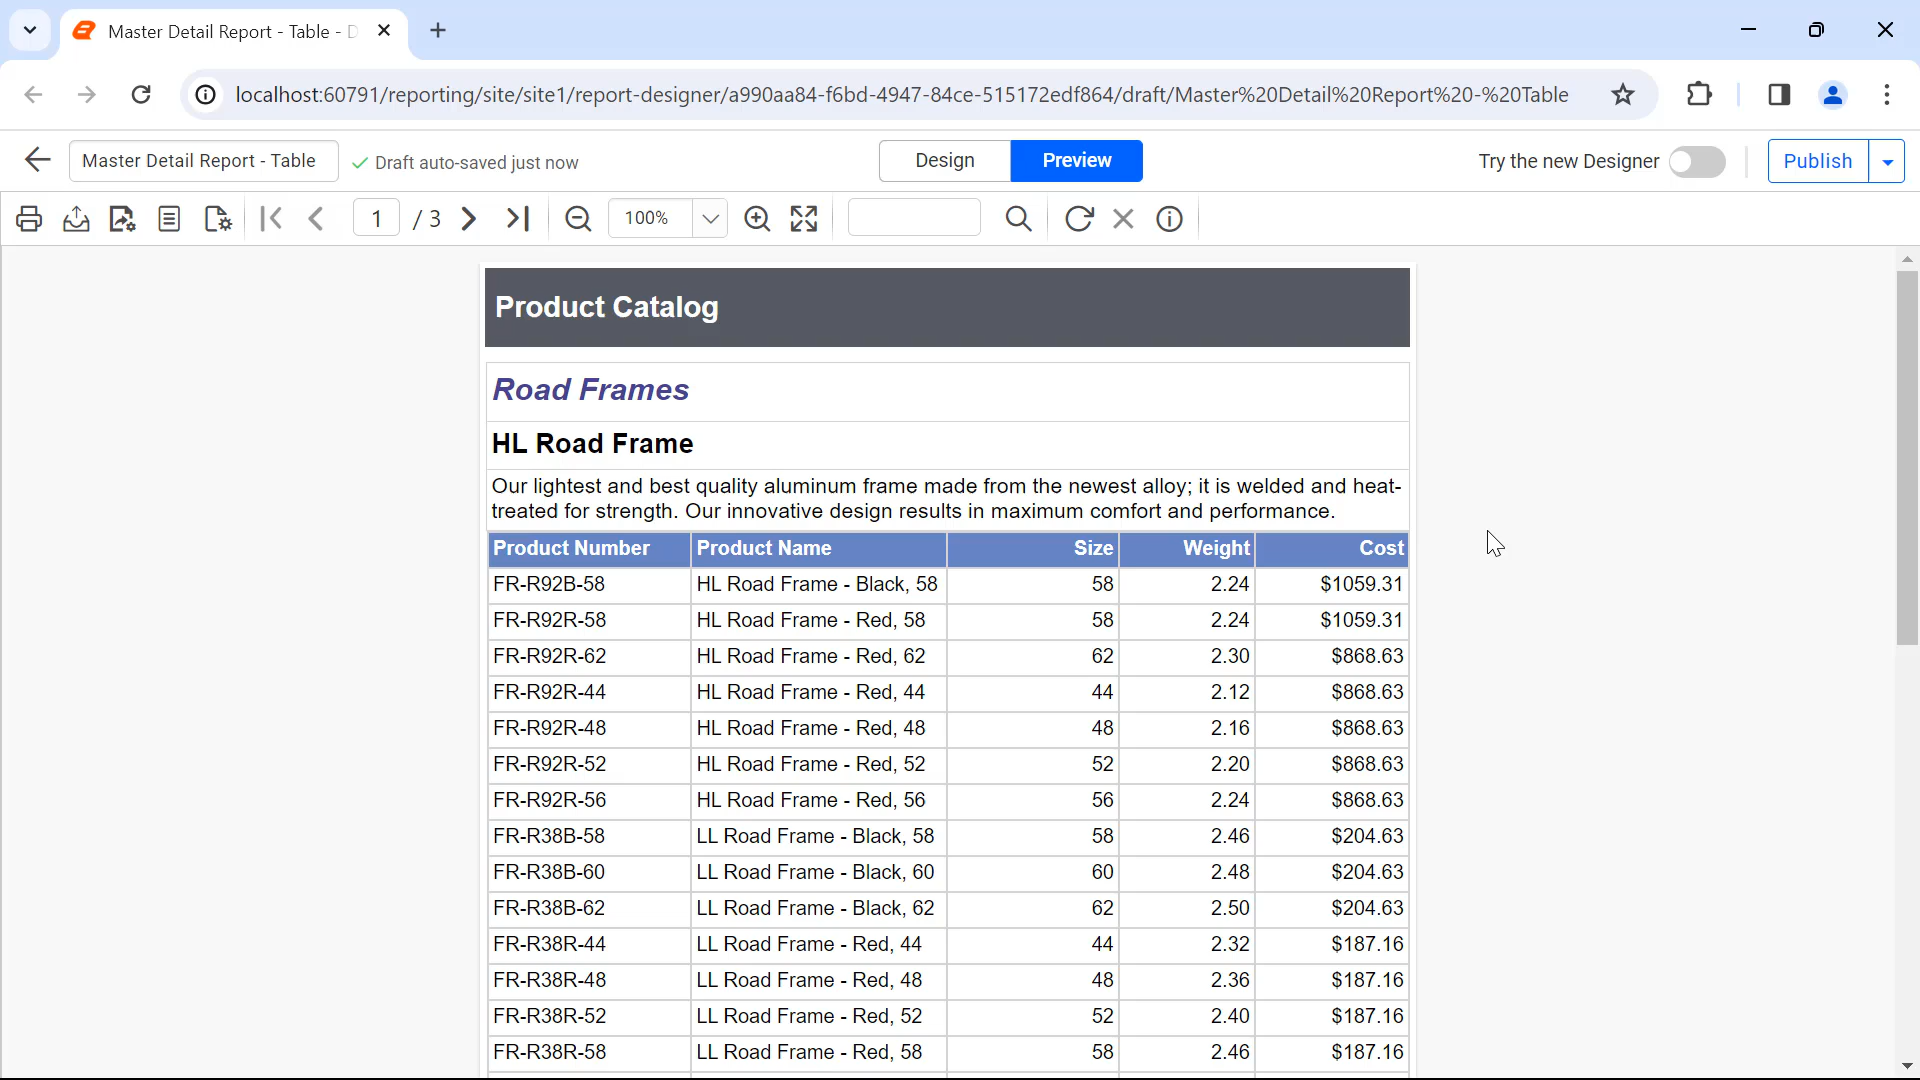 Master Detail Report - Table - D
localhost:60791/reporting/site/site1/report-designer/a990aa84-f6bd-4947-84ce-515172edf864/draft/Master%20Detail%20Report%20-%20Table
Master Detail Report - Table
Draft auto-saved just now
Design
Preview
Try the new Designer
Publish
1 / 3
100%
Product Catalog
Road Frames
HL Road Frame
Our lightest and best quality aluminum frame made from the newest alloy; it is welded and heat-
treated for strength. Our innovative design results in maximum comfort and performance.
Product Number Product Name Size Weight Cost
FR-R92B-58 HL Road Frame - Black, 58 58 2.24 $1059.31
FR-R92R-58 HL Road Frame - Red, 58 58 2.24 $1059.31
FR-R92R-62 HL Road Frame - Red, 62 62 2.30 $868.63
FR-R92R-44 HL Road Frame - Red, 44 44 2.12 $868.63
FR-R92R-48 HL Road Frame - Red, 48 48 2.16 $868.63
FR-R92R-52 HL Road Frame - Red, 52 52 2.20 $868.63
FR-R92R-56 HL Road Frame - Red, 56 56 2.24 $868.63
FR-R38B-58 LL Road Frame - Black, 58 58 2.46 $204.63
FR-R38B-60 LL Road Frame - Black, 60 60 2.48 $204.63
FR-R38B-62 LL Road Frame - Black, 62 62 2.50 $204.63
FR-R38R-44 LL Road Frame - Red, 44 44 2.32 $187.16
FR-R38R-48 LL Road Frame - Red, 48 48 2.36 $187.16
FR-R38R-52 LL Road Frame - Red, 52 52 2.40 $187.16
FR-R38R-58 LL Road Frame - Red, 58 58 2.46 $187.16